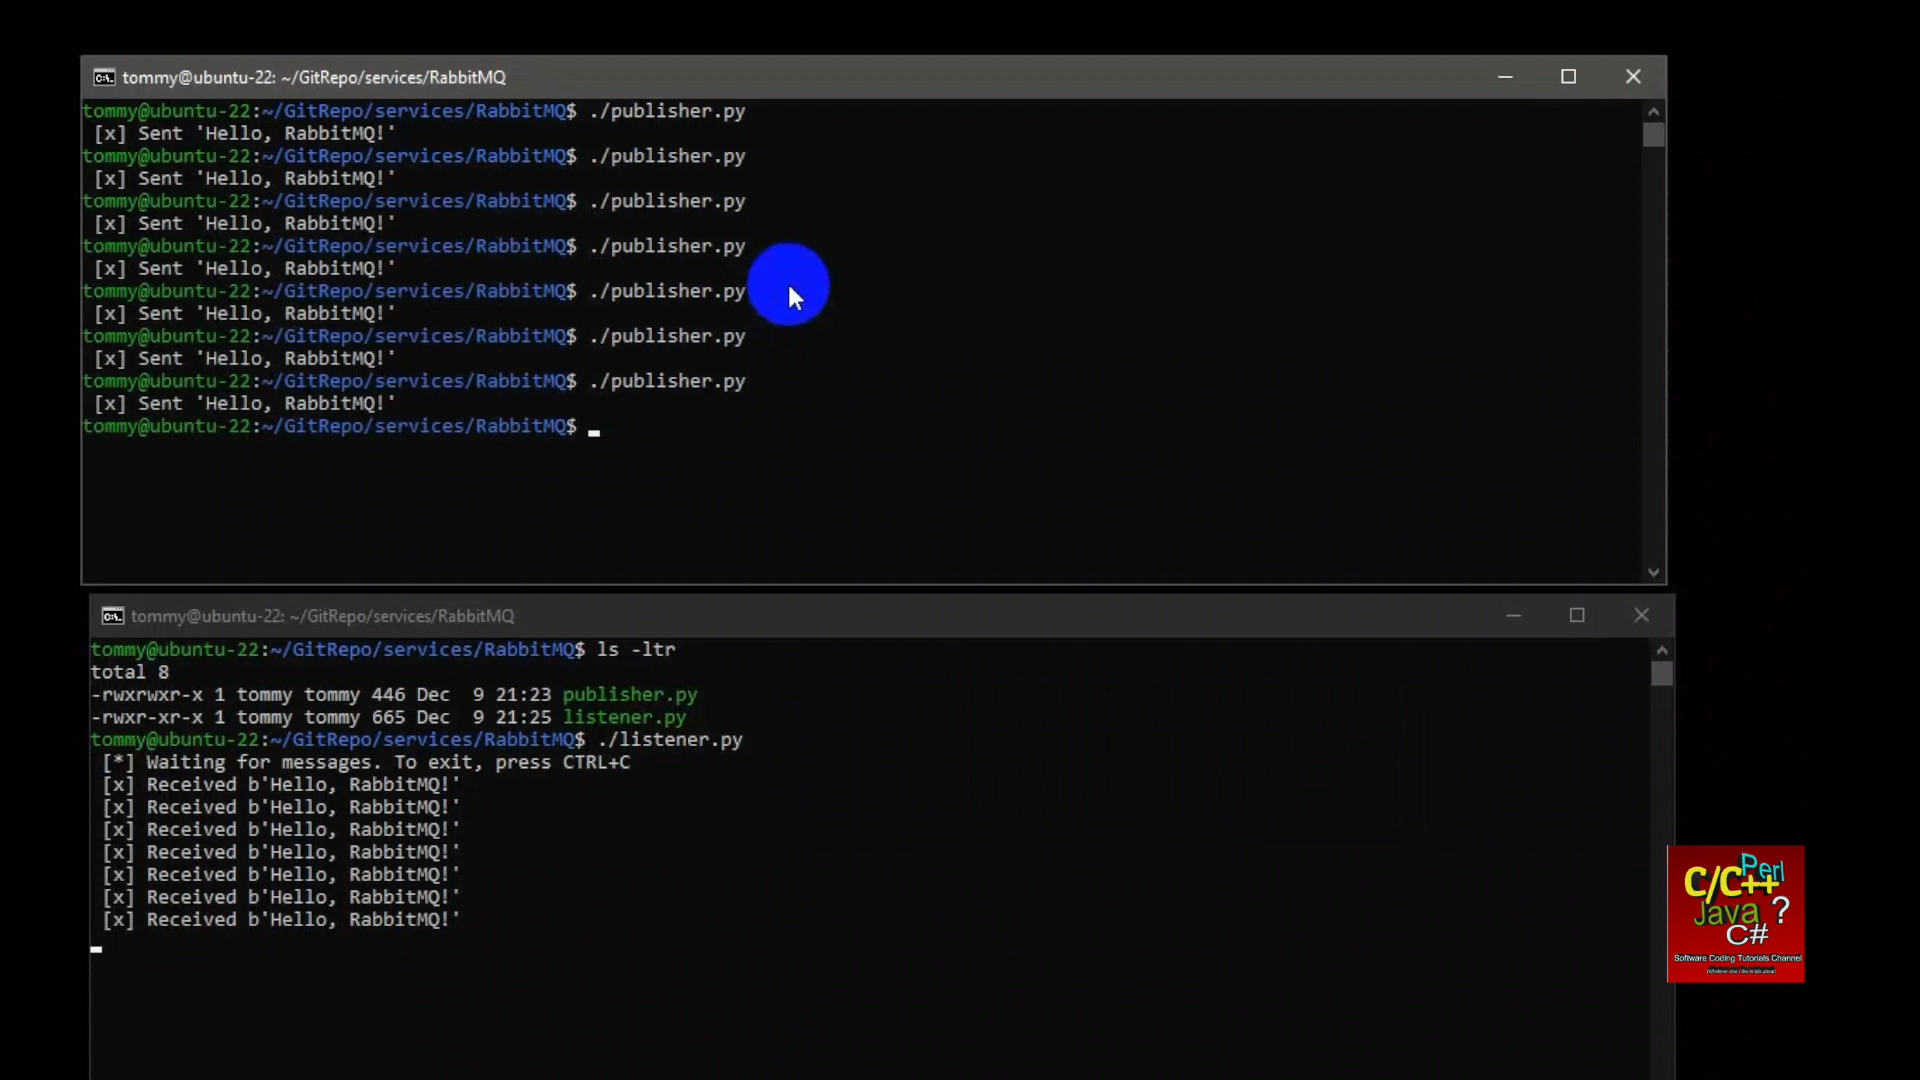 tommy@ubuntu-22: ~/GitRepo/services/RabbitMQ
tommy@ubuntu-22:~/GitRepo/services/RabbitMQ$ ./publisher.py
[x] Sent 'Hello, RabbitMQ!'
tommy@ubuntu-22:~/GitRepo/services/RabbitMQ$ ./publisher.py
[x] Sent 'Hello, RabbitMQ!'
tommy@ubuntu-22:~/GitRepo/services/RabbitMQ$ ./publisher.py
[x] Sent 'Hello, RabbitMQ!'
tommy@ubuntu-22:~/GitRepo/services/RabbitMQ$ ./publisher.py
[x] Sent 'Hello, RabbitMQ!'
tommy@ubuntu-22:~/GitRepo/services/RabbitMQ$ ./publisher.py
[x] Sent 'Hello, RabbitMQ!'
tommy@ubuntu-22:~/GitRepo/services/RabbitMQ$ ./publisher.py
[x] Sent 'Hello, RabbitMQ!'
tommy@ubuntu-22:~/GitRepo/services/RabbitMQ$ ./publisher.py
[x] Sent 'Hello, RabbitMQ!'
tommy@ubuntu-22:~/GitRepo/services/RabbitMQ$
tommy@ubuntu-22: ~/GitRepo/services/RabbitMQ
tommy@ubuntu-22:~/GitRepo/services/RabbitMQ$ ls -ltr
total 8
-rwxrwxr-x 1 tommy tommy 446 Dec  9 21:23 publisher.py
-rwxr-xr-x 1 tommy tommy 665 Dec  9 21:25 listener.py
tommy@ubuntu-22:~/GitRepo/services/RabbitMQ$ ./listener.py
[*] Waiting for messages. To exit, press CTRL+C
[x] Received b'Hello, RabbitMQ!'
[x] Received b'Hello, RabbitMQ!'
[x] Received b'Hello, RabbitMQ!'
[x] Received b'Hello, RabbitMQ!'
[x] Received b'Hello, RabbitMQ!'
[x] Received b'Hello, RabbitMQ!'
[x] Received b'Hello, RabbitMQ!'
Perl
C/C++
Java ?
C#
Software Coding Tutorials Channel